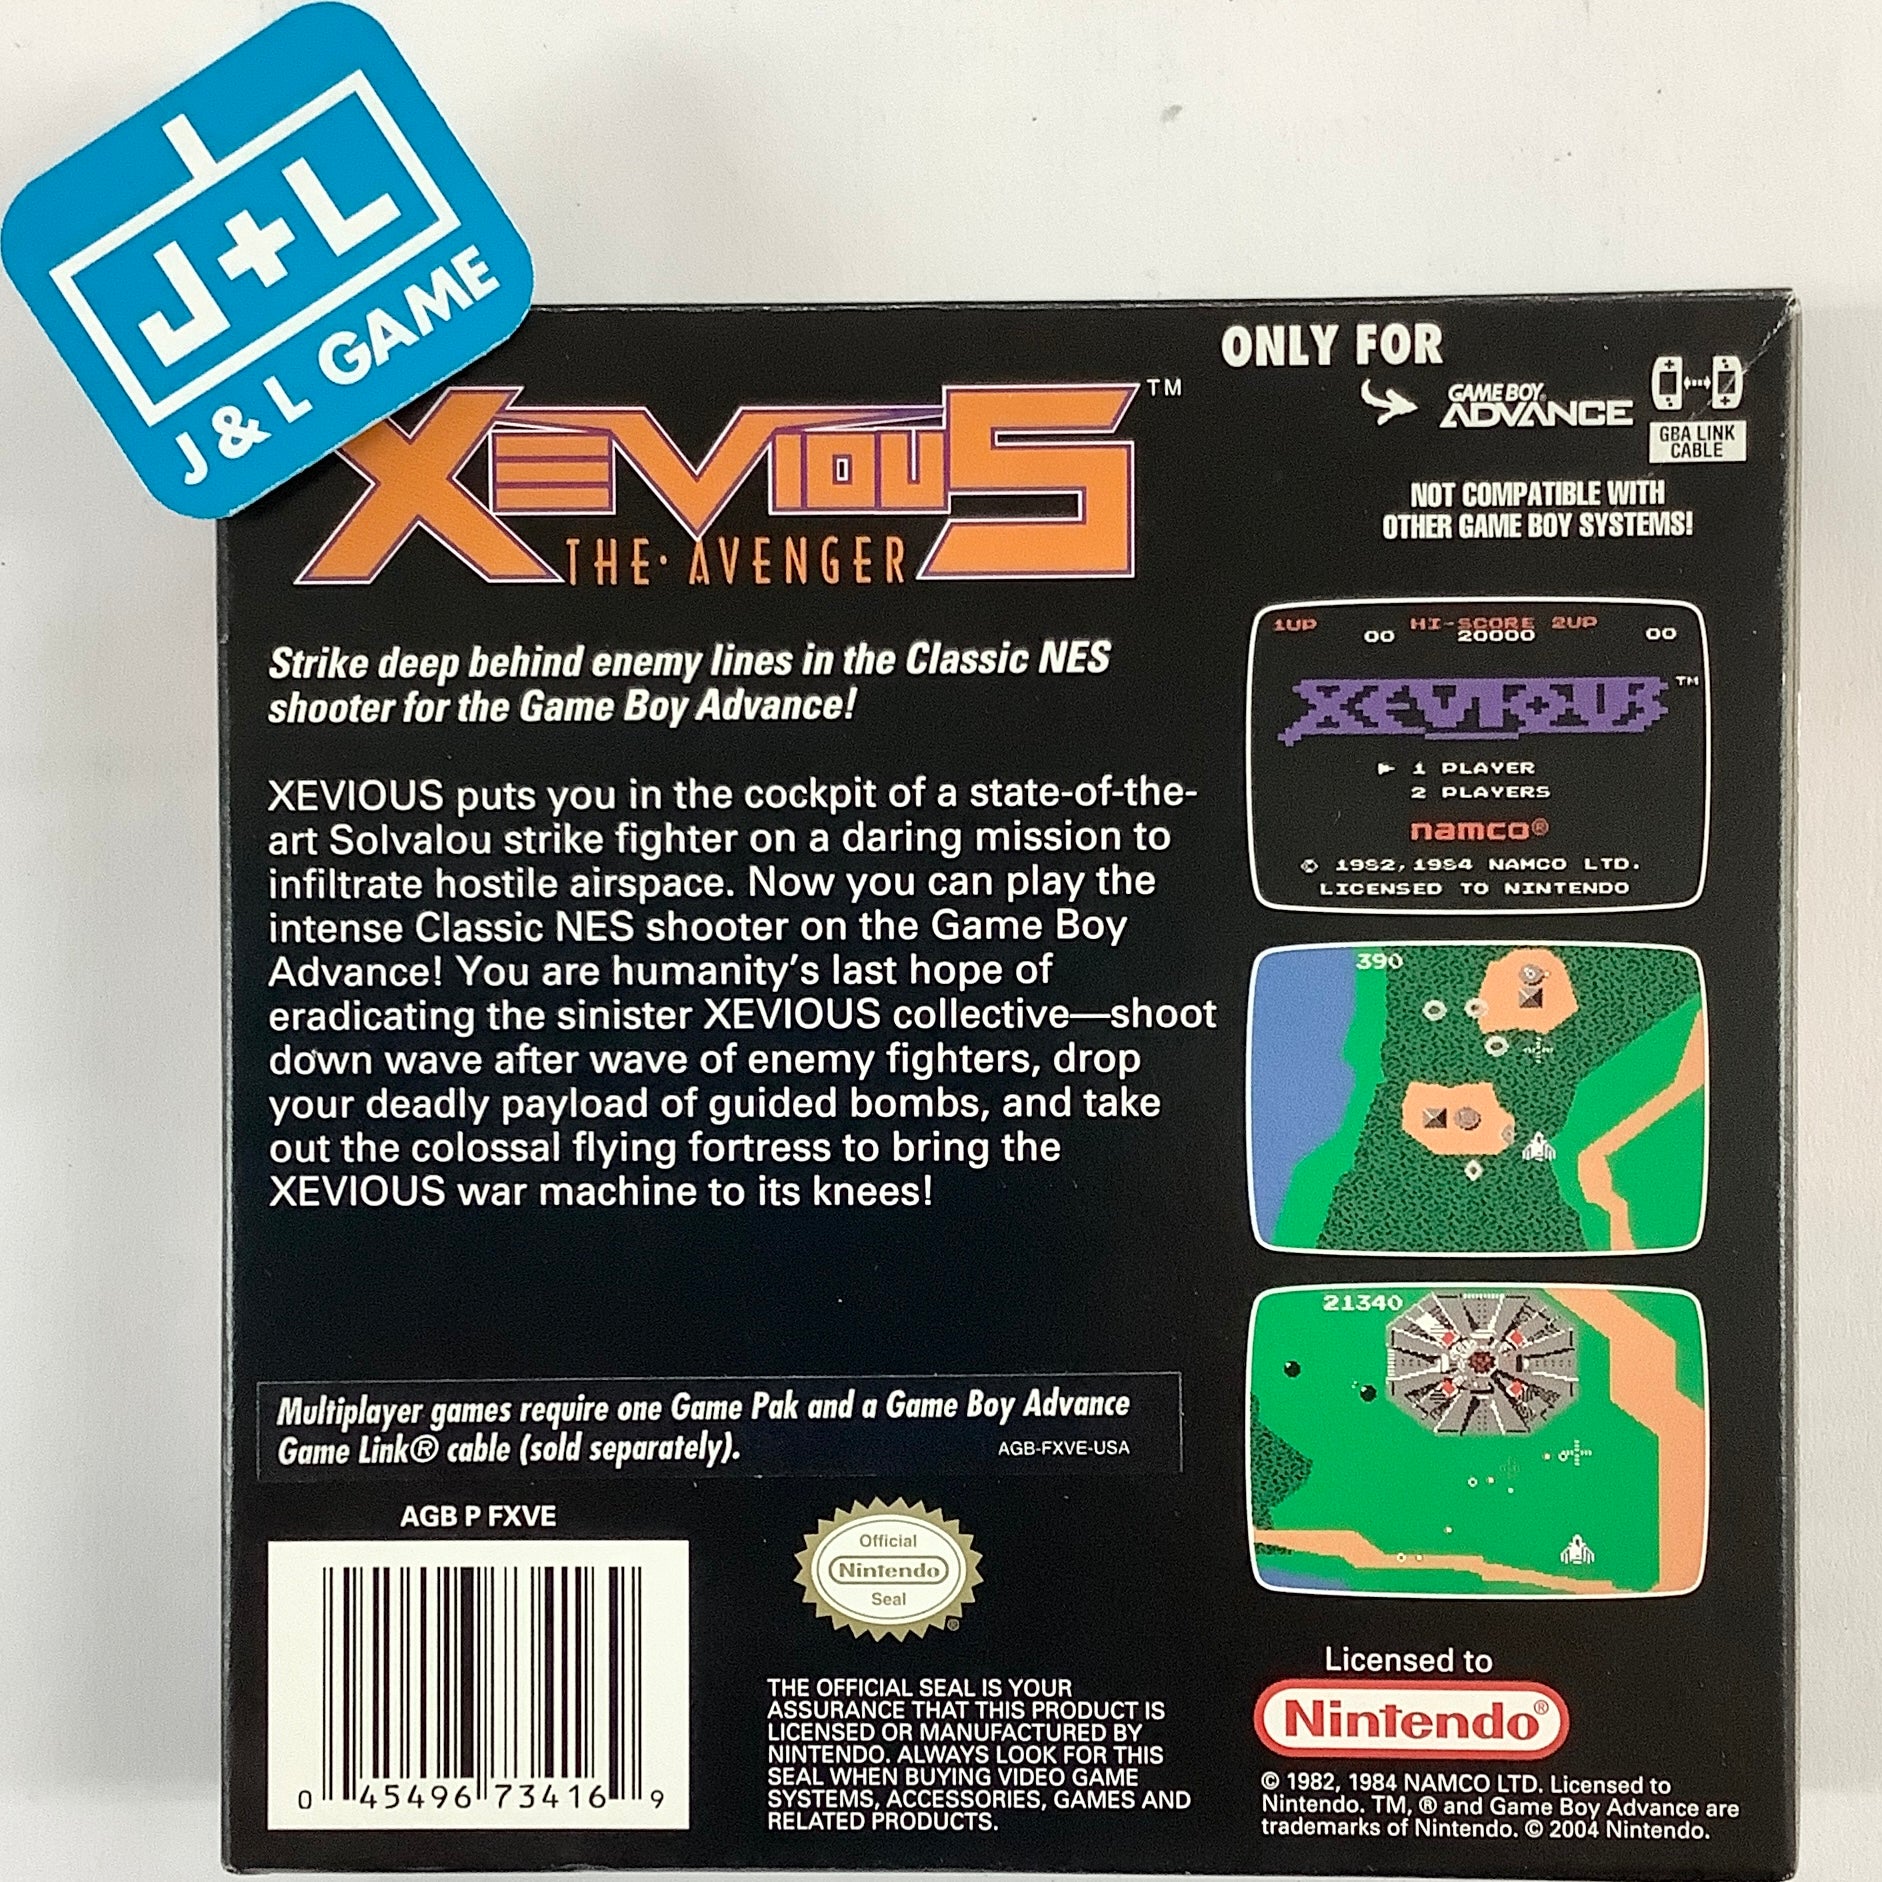 J+L
J & L GAME
XEVIOUS™
THE·AVENGER
ONLY FOR
GAME BOY
ADVANCE
GBA LINK
CABLE
NOT COMPATIBLE WITH
OTHER GAME BOY SYSTEMS!
Strike deep behind enemy lines in the Classic NES
shooter for the Game Boy Advance!
XEVIOUS puts you in the cockpit of a state-of-the-
art Solvalou strike fighter on a daring mission to
infiltrate hostile airspace. Now you can play the
intense Classic NES shooter on the Game Boy
Advance! You are humanity's last hope of
eradicating the sinister XEVIOUS collective—shoot
down wave after wave of enemy fighters, drop
your deadly payload of guided bombs, and take
out the colossal flying fortress to bring the
XEVIOUS war machine to its knees!
1UP HI-SCORE 2UP
00 20000 00
XEVIOUS™
1 PLAYER
2 PLAYERS
namco®
© 1982,1984 NAMCO LTD.
LICENSED TO NINTENDO
390
21340
Multiplayer games require one Game Pak and a Game Boy Advance
Game Link® cable (sold separately).
AGB-FXVE-USA
AGB P FXVE
0 45496 73416 9
Official
Nintendo
Seal
®
THE OFFICIAL SEAL IS YOUR
ASSURANCE THAT THIS PRODUCT IS
LICENSED OR MANUFACTURED BY
NINTENDO. ALWAYS LOOK FOR THIS
SEAL WHEN BUYING VIDEO GAME
SYSTEMS, ACCESSORIES, GAMES AND
RELATED PRODUCTS.
Licensed to
Nintendo®
© 1982, 1984 NAMCO LTD. Licensed to
Nintendo. TM, ® and Game Boy Advance are
trademarks of Nintendo. © 2004 Nintendo.